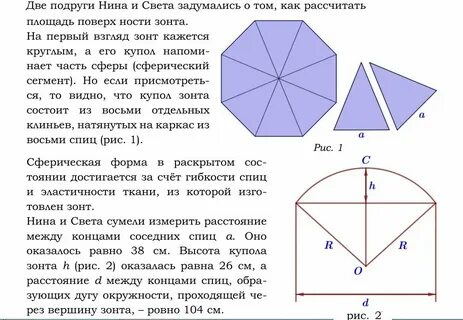 Две подруги Нина и Света задумались о том, как рассчитать
площадь поверх ности зонта.
На первый взгляд зонт кажется
круглым, а его купол напоми-
нает часть сферы (сферический
сегмент). Но если присмотреть-
ся, то видно, что купол зонта
состоит из восьми отдельных
клиньев, натянутых на каркас из
восьми спиц (рис. 1).
a
a
Рис. 1
Сферическая форма в раскрытом сос-
тоянии достигается за счёт гибкости спиц
и эластичности ткани, из которой изго-
товлен зонт.
Нина и Света сумели измерить расстояние
между концами соседних спиц a. Оно
оказалось равно 38 см. Высота купола
зонта h (рис. 2) оказалась равна 26 см, а
расстояние d между концами спиц, обра-
зующих дугу окружности, проходящей че-
рез вершину зонта, – ровно 104 см.
C
h
R
R
O
d
рис. 2